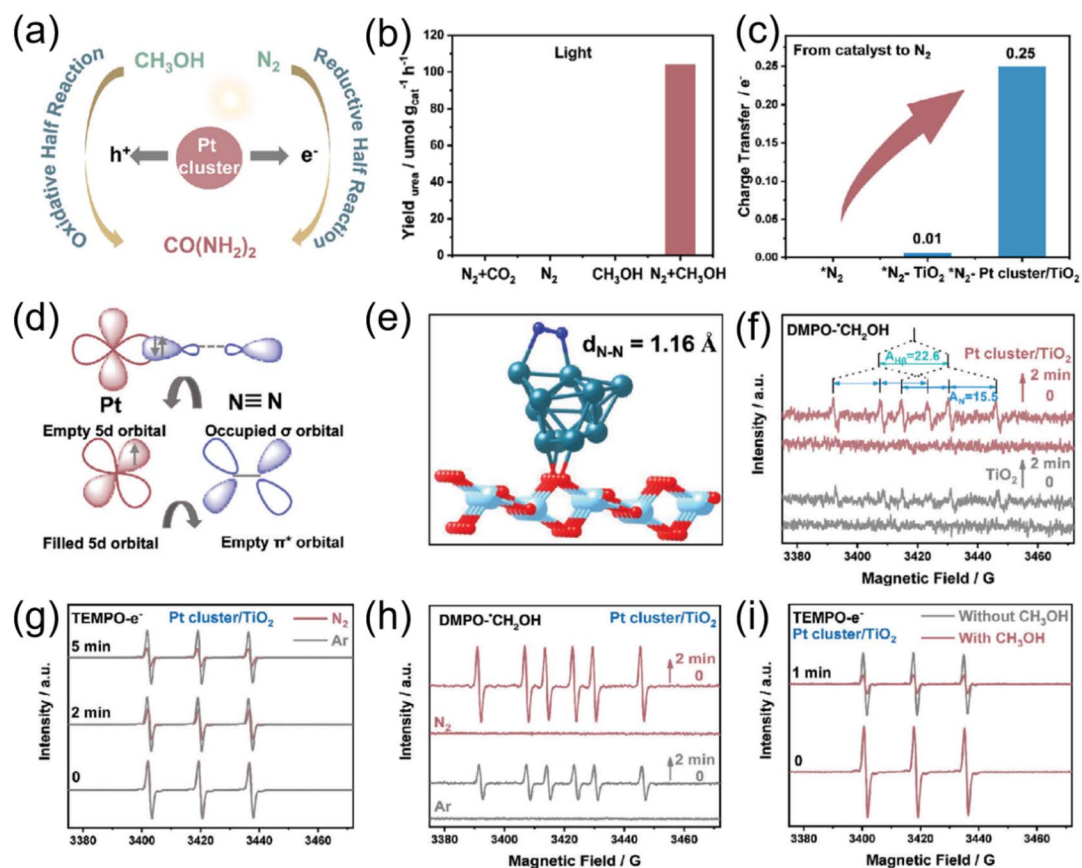 (a)
CH₃OH
N₂
Oxidative Half Reaction
h⁺
Pt
cluster
e⁻
Reductive Half Reaction
CO(NH₂)₂
(b)
Light
Yield urea / umol gcat⁻¹ h⁻¹
120
100
80
60
40
20
0
N₂+CO₂
N₂
CH₃OH
N₂+CH₃OH
(c)
From catalyst to N₂
Charge Transfer / e⁻
0.25
0.20
0.15
0.10
0.05
0.00
0.25
0.01
*N₂
*N₂- TiO₂
*N₂- Pt cluster/TiO₂
(d)
Pt
N≡N
Empty 5d orbital
Occupied σ orbital
Filled 5d orbital
Empty π* orbital
(e)
dN-N = 1.16 Å
(f)
DMPO-·CH₂OH
AHβ=22.6
Pt cluster/TiO₂
2 min
0
AN=15.5
TiO₂
2 min
0
Intensity / a.u.
3380
3400
3420
3440
3460
Magnetic Field / G
(g)
TEMPO-e⁻
Pt cluster/TiO₂
N₂
Ar
5 min
2 min
0
Intensity / a.u.
3380
3400
3420
3440
3460
Magnetic Field / G
(h)
DMPO-·CH₂OH
Pt cluster/TiO₂
2 min
0
N₂
2 min
0
Ar
Intensity / a.u.
3380
3400
3420
3440
3460
Magnetic Field / G
(i)
TEMPO-e⁻
Pt cluster/TiO₂
Without CH₃OH
With CH₃OH
1 min
0
Intensity / a.u.
3380
3400
3420
3440
3460
Magnetic Field / G